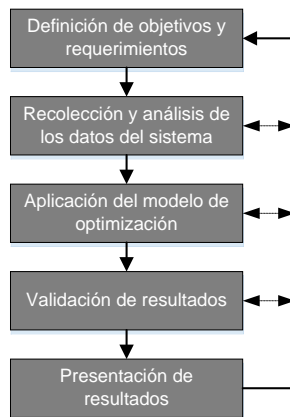 Definición de objetivos y
requerimientos
Recolección y análisis de
los datos del sistema
Aplicación del modelo de
optimización
Validación de resultados
Presentación de
resultados